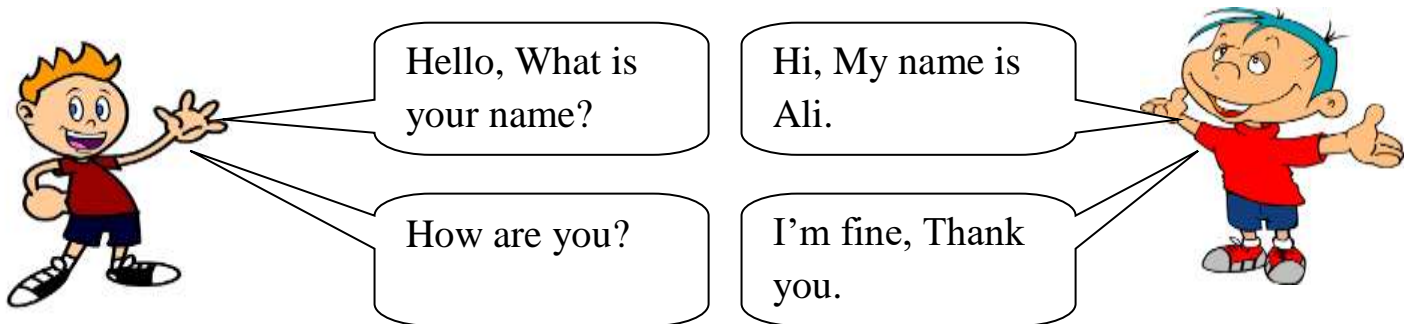 Hello, What is
your name?
Hi, My name is
Ali.
How are you?
I’m fine, Thank
you.